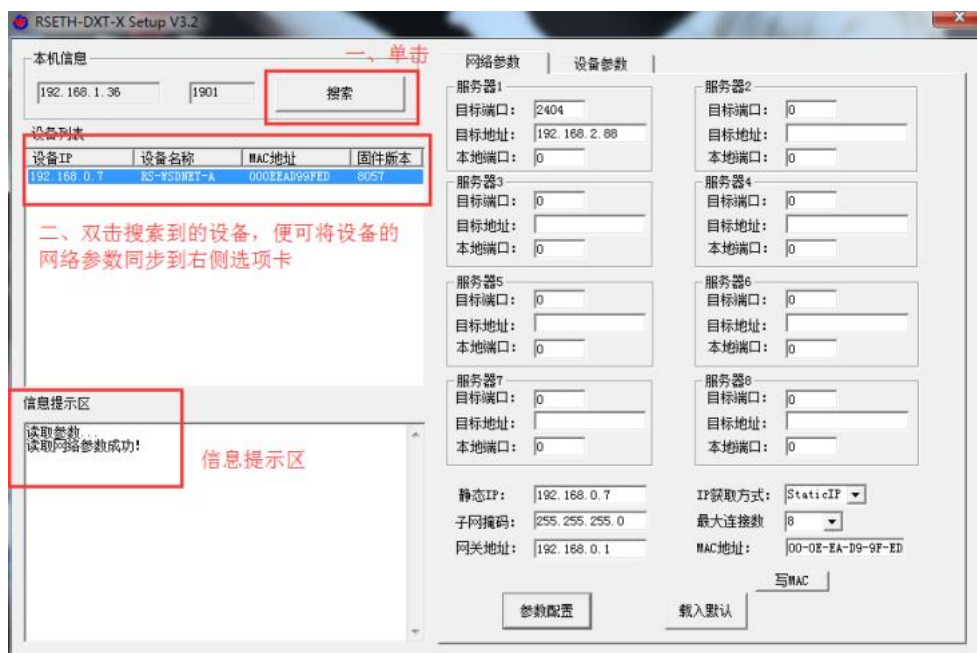 RSETH-DXT-X Setup V3.2
本机信息
一、单击
192.168.1.36
1901
搜索
设备列表
设备IP 设备名称 MAC地址 固件版本
192.168.0.7 RS-WSDNET-A 000EEAD99FED 8057
二、双击搜索到的设备，便可将设备的
网络参数同步到右侧选项卡
信息提示区
读取参数...
读取网络参数成功!
信息提示区
网络参数 设备参数
服务器1
目标端口： 2404
目标地址： 192.168.2.88
本地端口： 0
服务器2
目标端口： 0
目标地址：
本地端口： 0
服务器3
目标端口： 0
目标地址：
本地端口： 0
服务器4
目标端口： 0
目标地址：
本地端口： 0
服务器5
目标端口： 0
目标地址：
本地端口： 0
服务器6
目标端口： 0
目标地址：
本地端口： 0
服务器7
目标端口： 0
目标地址：
本地端口： 0
服务器8
目标端口： 0
目标地址：
本地端口： 0
静态IP： 192.168.0.7
IP获取方式： StaticIP
子网掩码： 255.255.255.0
最大连接数 8
网关地址： 192.168.0.1
MAC地址： 00-0E-EA-D9-9F-ED
写MAC
参数配置
载入默认